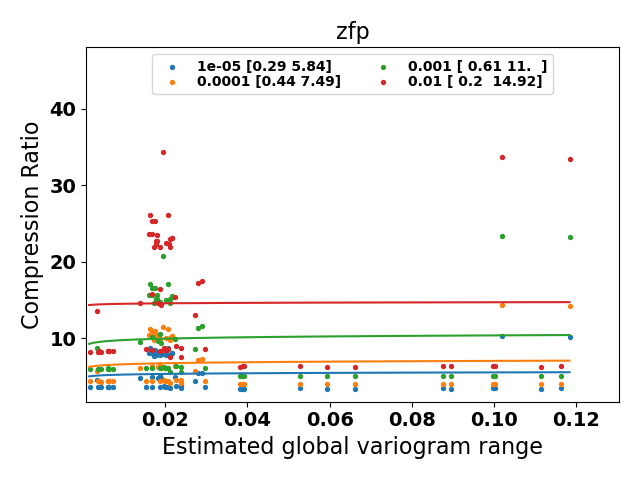 zfp
1e-05 [0.29 5.84]
0.0001 [0.44 7.49]
0.001 [ 0.61 11.  ]
0.01 [ 0.2  14.92]
Compression Ratio
40
30
20
10
0.02 0.04 0.06 0.08 0.10 0.12
Estimated global variogram range